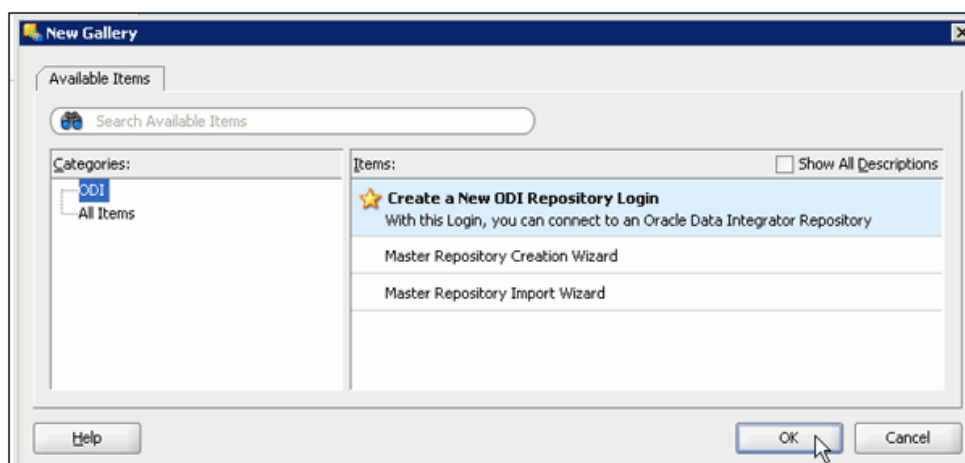 New Gallery
Available Items
Search Available Items
Categories:
ODI
All Items
Items:
Show All Descriptions
Create a New ODI Repository Login
With this Login, you can connect to an Oracle Data Integrator Repository
Master Repository Creation Wizard
Master Repository Import Wizard
Help
OK
Cancel